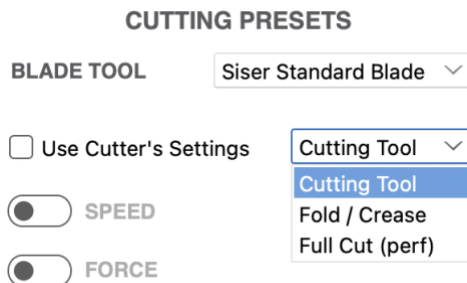 CUTTING PRESETS
BLADE TOOL Siser Standard Blade
Use Cutter's Settings Cutting Tool
Cutting Tool
SPEED Fold / Crease
Full Cut (perf)
FORCE